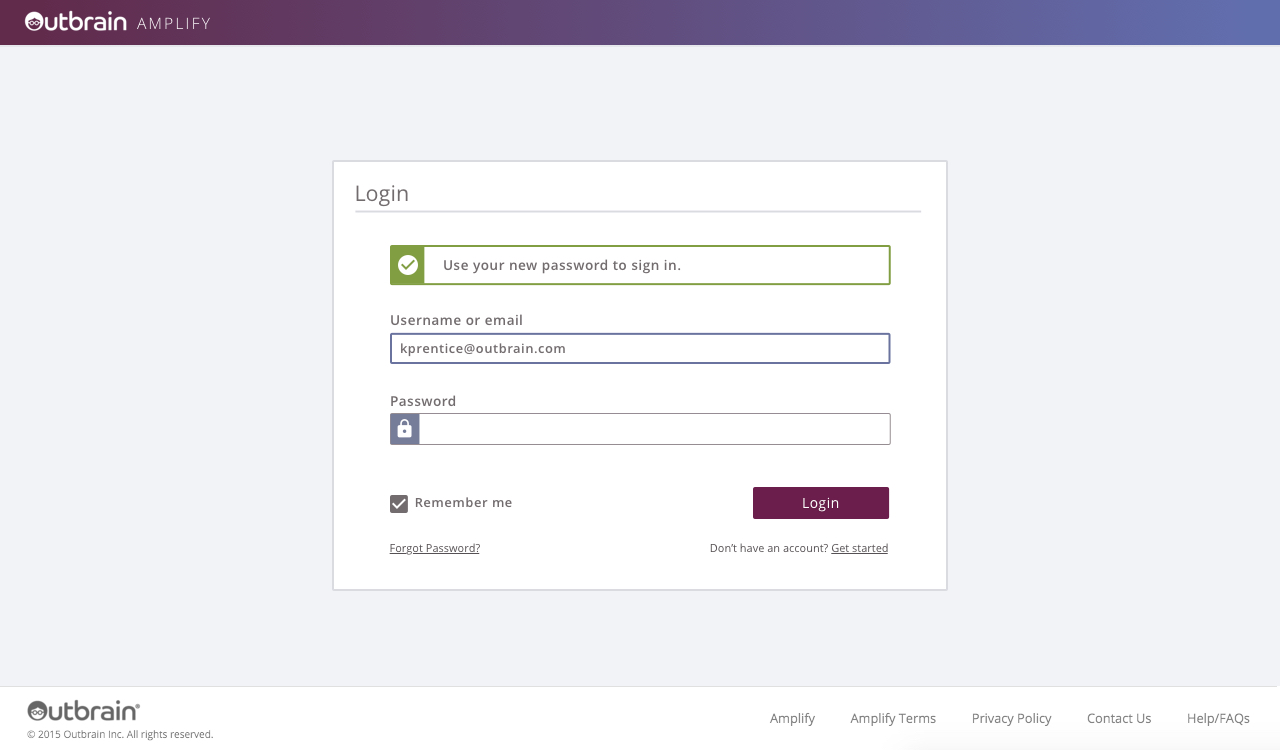 Outbrain AMPLIFY
Login
Use your new password to sign in.
Username or email
kprentice@outbrain.com
Password
Remember me
Login
Forgot Password?
Don't have an account? Get started
Outbrain®
Amplify
Amplify Terms
Privacy Policy
Contact Us
Help/FAQs
© 2015 Outbrain Inc. All rights reserved.